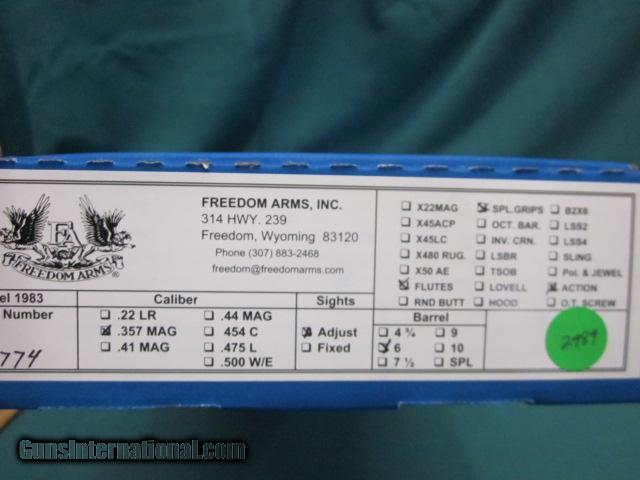 FREEDOM ARMS, INC.
314 HWY. 239
Freedom, Wyoming 83120
Phone (307) 883-2468
freedom@freedomarms.com
FA
FREEDOM ARMS®
X22MAG SPL.GRIPS B2X6
X45ACP OCT. BAR. LSS2
X45LC INV. CRN. LSS4
X480 RUG. LSBR SLING
X50 AE TSOB Pol. & JEWEL
FLUTES LOVELL ACTION
RND BUTT HOOD O.T. SCREW
el 1983 Caliber Sights Barrel
Number .22 LR .44 MAG Adjust 4 ¾ 9
.357 MAG 454 C Fixed 6 10
774 .41 MAG .475 L 7 ½ SPL
.500 W/E
2989
GunsInternational.com